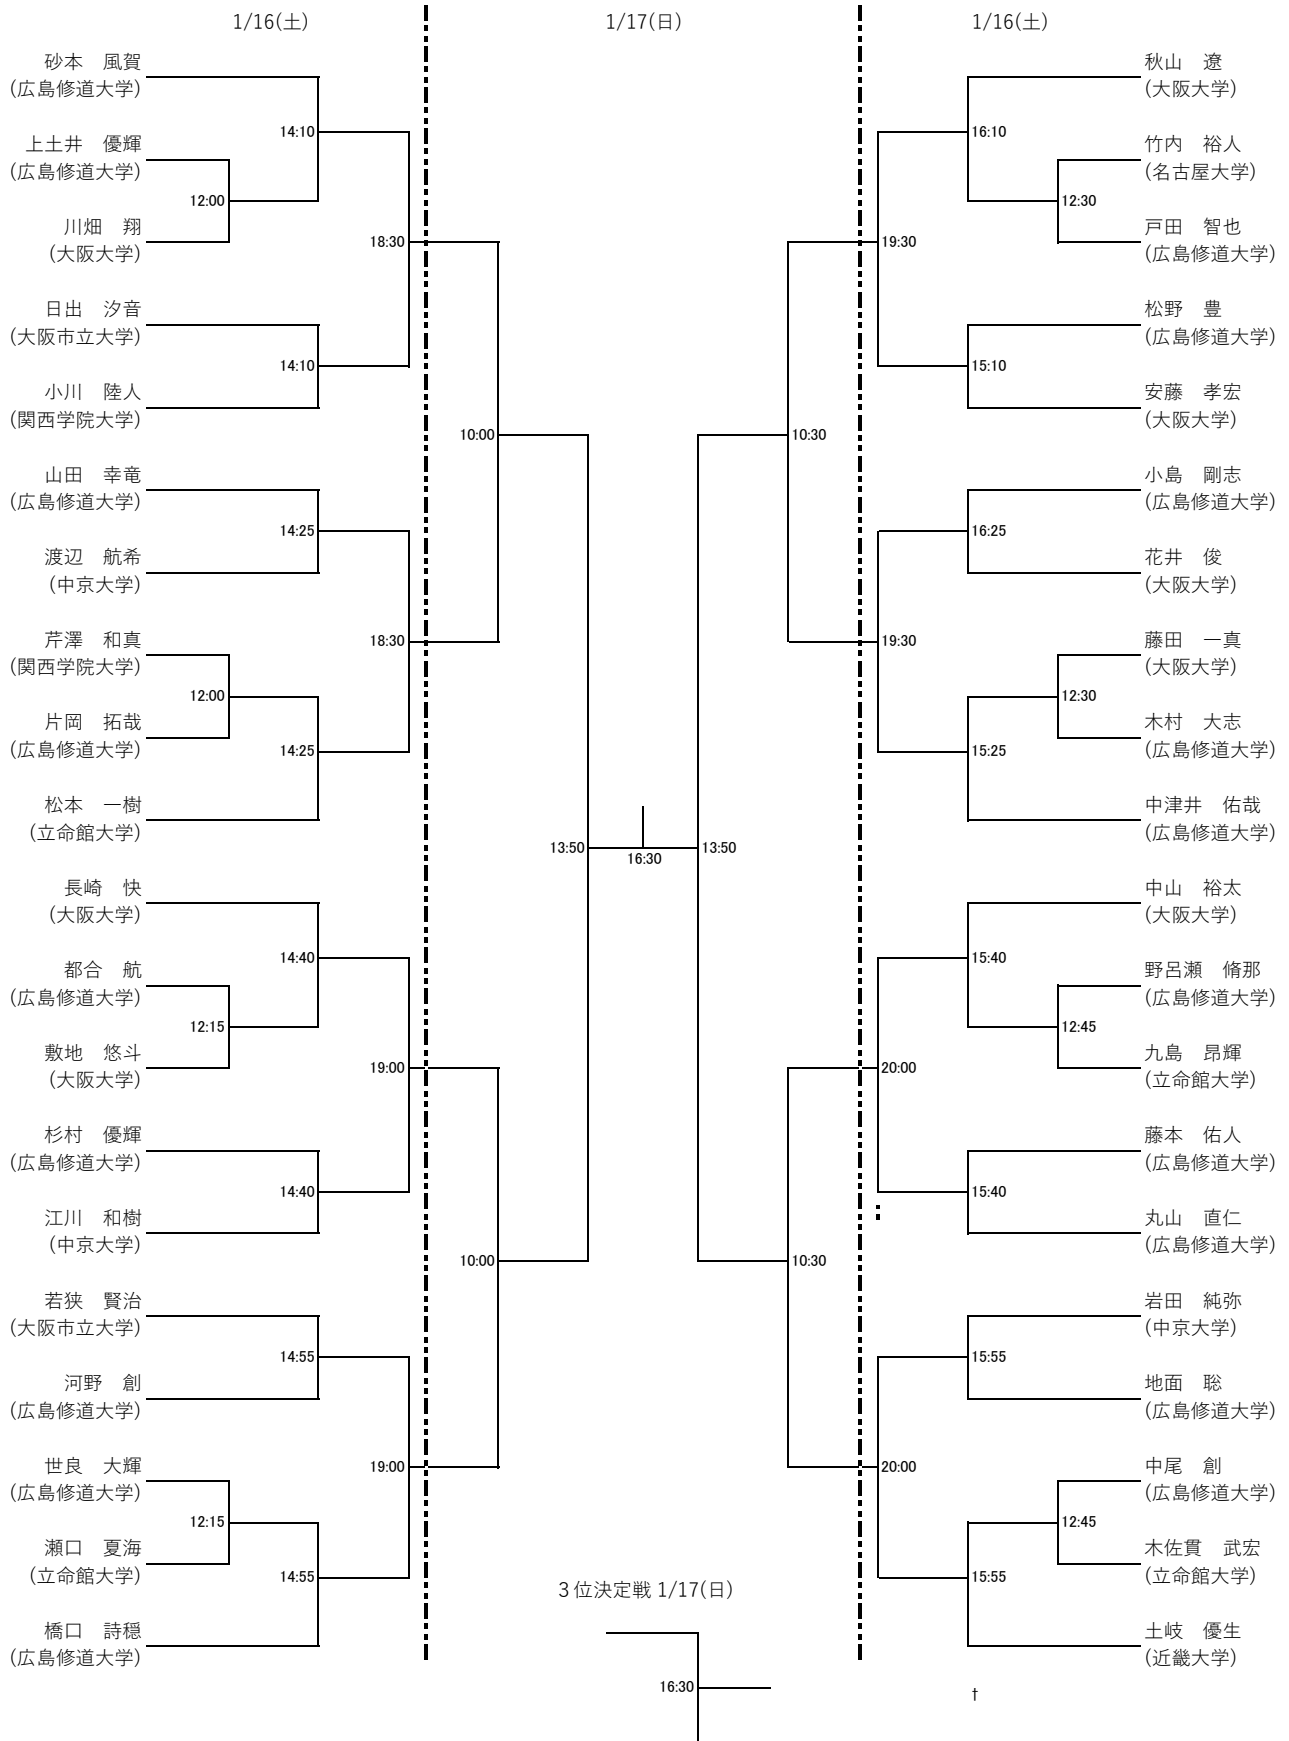 1/16(土)
1/17(日)
1/16(土)
砂本　風賀
(広島修道大学)
14:10
上土井　優輝
(広島修道大学)
12:00
川畑　翔
(大阪大学)
18:30
日出　汐音
(大阪市立大学)
14:10
小川　陸人
(関西学院大学)
10:00
山田　幸竜
(広島修道大学)
14:25
渡辺　航希
(中京大学)
18:30
芹澤　和真
(関西学院大学)
12:00
片岡　拓哉
(広島修道大学)
14:25
松本　一樹
(立命館大学)
13:50
16:30
13:50
長崎　快
(大阪大学)
14:40
都合　航
(広島修道大学)
12:15
敷地　悠斗
(大阪大学)
19:00
杉村　優輝
(広島修道大学)
14:40
江川　和樹
(中京大学)
10:00
若狭　賢治
(大阪市立大学)
14:55
河野　創
(広島修道大学)
19:00
世良　大輝
(広島修道大学)
12:15
瀬口　夏海
(立命館大学)
14:55
橋口　詩穏
(広島修道大学)
秋山　遼
(大阪大学)
16:10
竹内　裕人
(名古屋大学)
12:30
戸田　智也
(広島修道大学)
19:30
松野　豊
(広島修道大学)
15:10
安藤　孝宏
(大阪大学)
10:30
小島　剛志
(広島修道大学)
16:25
花井　俊
(大阪大学)
19:30
藤田　一真
(大阪大学)
12:30
木村　大志
(広島修道大学)
15:25
中津井　佑哉
(広島修道大学)
中山　裕太
(大阪大学)
15:40
野呂瀬　脩那
(広島修道大学)
12:45
九島　昂輝
(立命館大学)
20:00
藤本　佑人
(広島修道大学)
15:40
丸山　直仁
(広島修道大学)
10:30
岩田　純弥
(中京大学)
15:55
地面　聡
(広島修道大学)
20:00
中尾　創
(広島修道大学)
12:45
木佐貫　武宏
(立命館大学)
15:55
土岐　優生
(近畿大学)
３位決定戦 1/17(日)
16:30
†